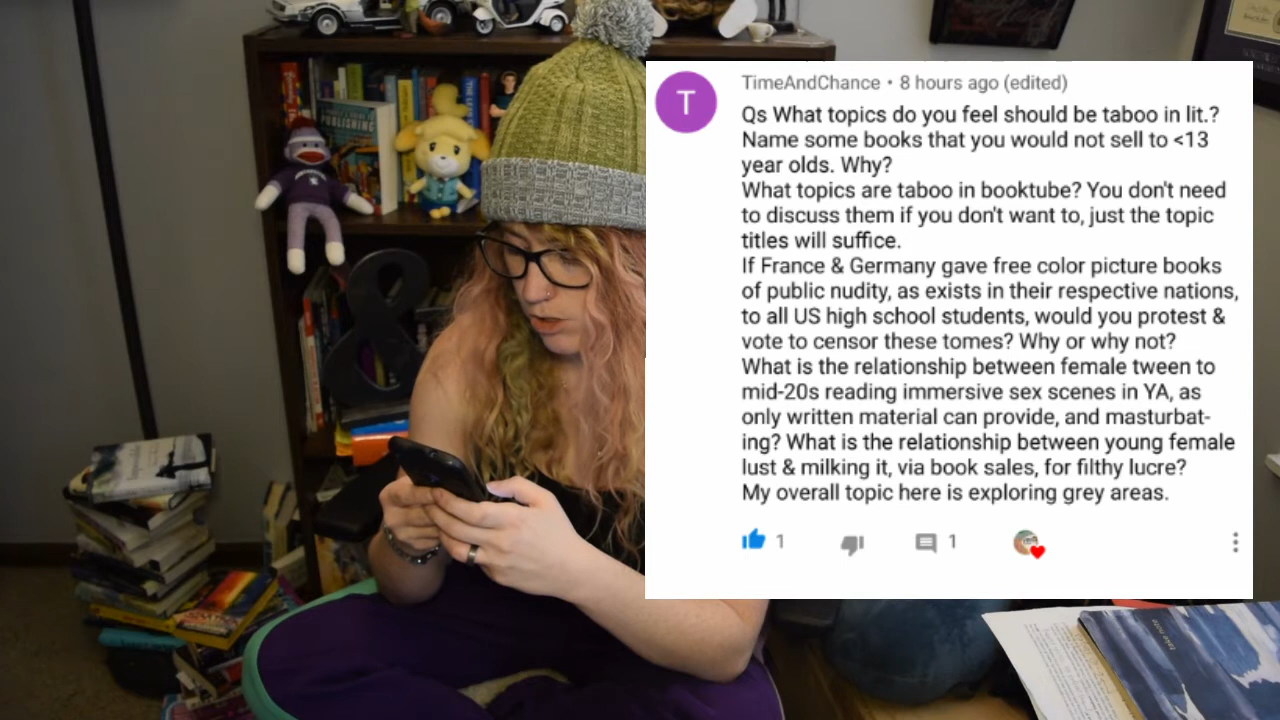 TimeAndChance • 8 hours ago (edited)
T
Qs What topics do you feel should be taboo in lit.?
Name some books that you would not sell to <13
year olds. Why?
What topics are taboo in booktube? You don't need
to discuss them if you don't want to, just the topic
titles will suffice.
If France & Germany gave free color picture books
of public nudity, as exists in their respective nations,
to all US high school students, would you protest &
vote to censor these tomes? Why or why not?
What is the relationship between female tween to
mid-20s reading immersive sex scenes in YA, as
only written material can provide, and masturbat-
ing? What is the relationship between young female
lust & milking it, via book sales, for filthy lucre?
My overall topic here is exploring grey areas.
1
1
PUBLISHING
&
take note